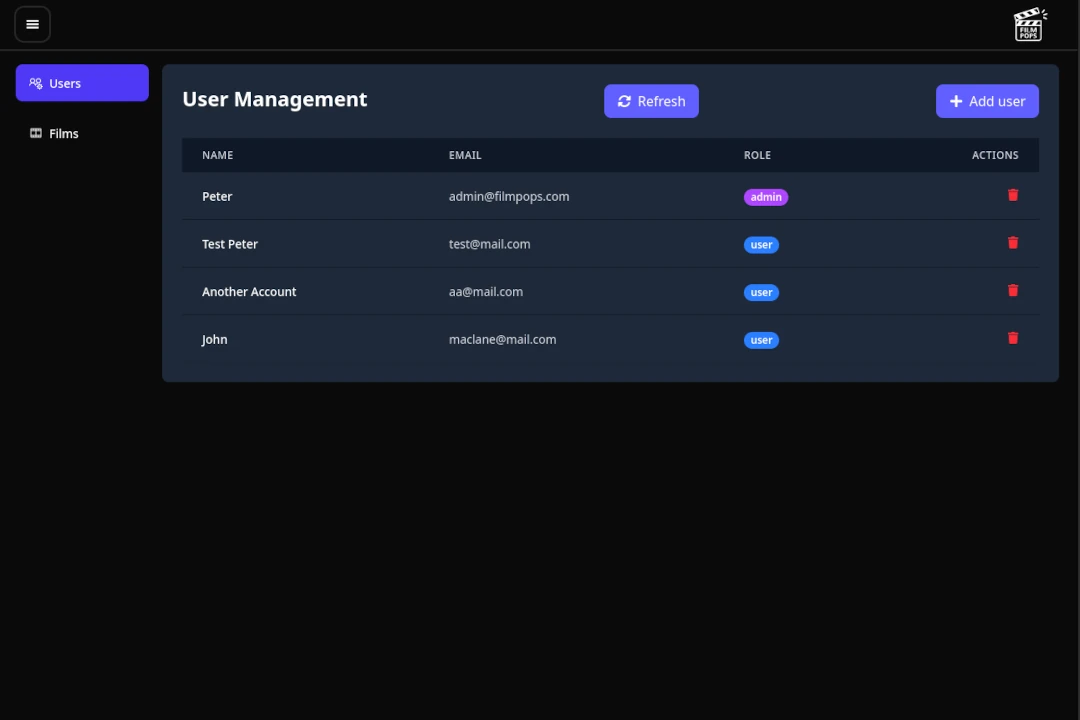 FILM
POPS
Users
Films
User Management
Refresh
Add user
NAME EMAIL ROLE ACTIONS
Peter admin@filmpops.com admin
Test Peter test@mail.com user
Another Account aa@mail.com user
John maclane@mail.com user